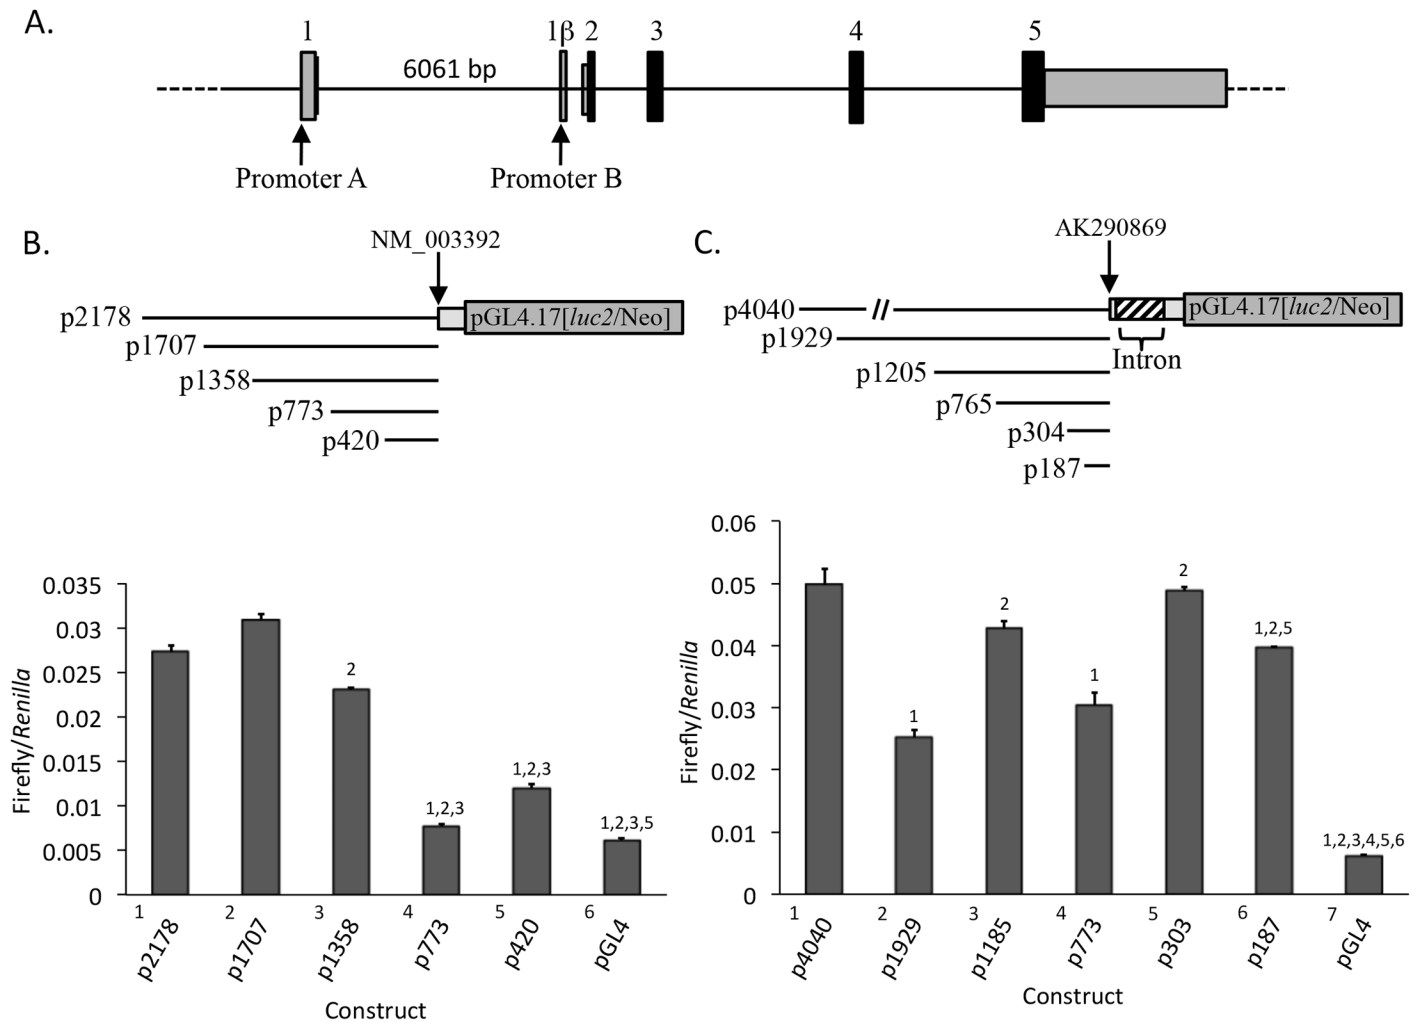 A.
1
1β
2
3
4
5
6061 bp
Promoter A
Promoter B
B.
NM_003392
p2178
pGL4.17[luc2/Neo]
p1707
p1358
p773
p420
C.
AK290869
p4040
pGL4.17[luc2/Neo]
p1929
Intron
p1205
p765
p304
p187
Firefly/Renilla
0.035
0.03
0.025
0.02
0.015
0.01
0.005
0
2
1,2,3
1,2,3
1,2,3,5
1
2
3
4
5
6
p2178
p1707
p1358
p773
p420
pGL4
Construct
Firefly/Renilla
0.06
0.05
0.04
0.03
0.02
0.01
0
1
2
1
2
1,2,5
1,2,3,4,5,6
1
2
3
4
5
6
7
p4040
p1929
p1185
p773
p303
p187
pGL4
Construct